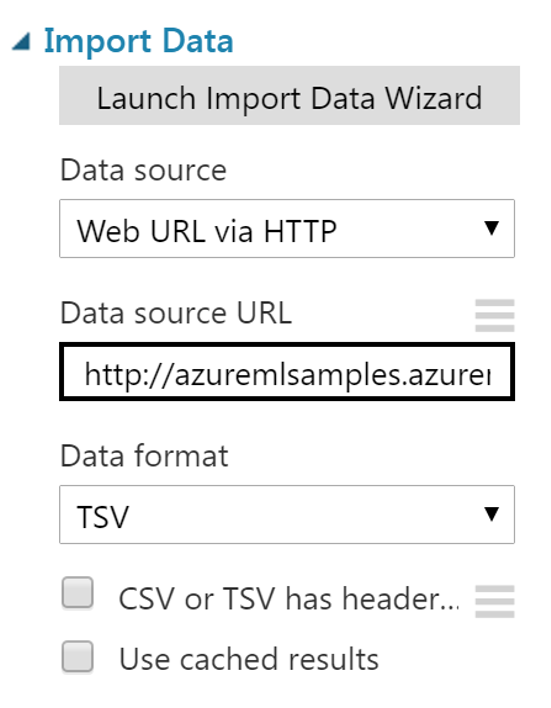 Import Data
Launch Import Data Wizard
Data source
Web URL via HTTP
Data source URL
http://azuremlsamples.azure
Data format
TSV
CSV or TSV has header...
Use cached results